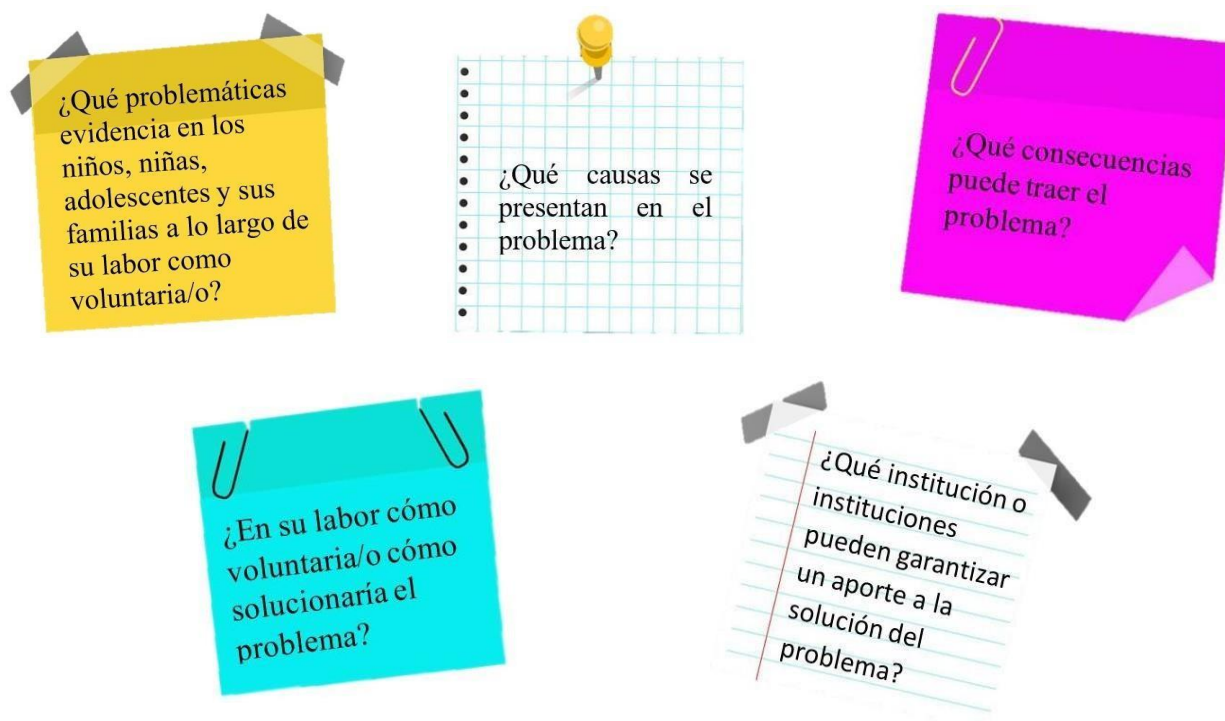 ¿Qué problemáticas
evidencia en los
niños, niñas,
adolescentes y sus
familias a lo largo de
su labor como
voluntaria/o?
¿Qué causas se
presentan en el
problema?
¿Qué consecuencias
puede traer el
problema?
¿En su labor cómo
voluntaria/o cómo
solucionaría el
problema?
¿Qué institución o
instituciones
pueden garantizar
un aporte a la
solución del
problema?